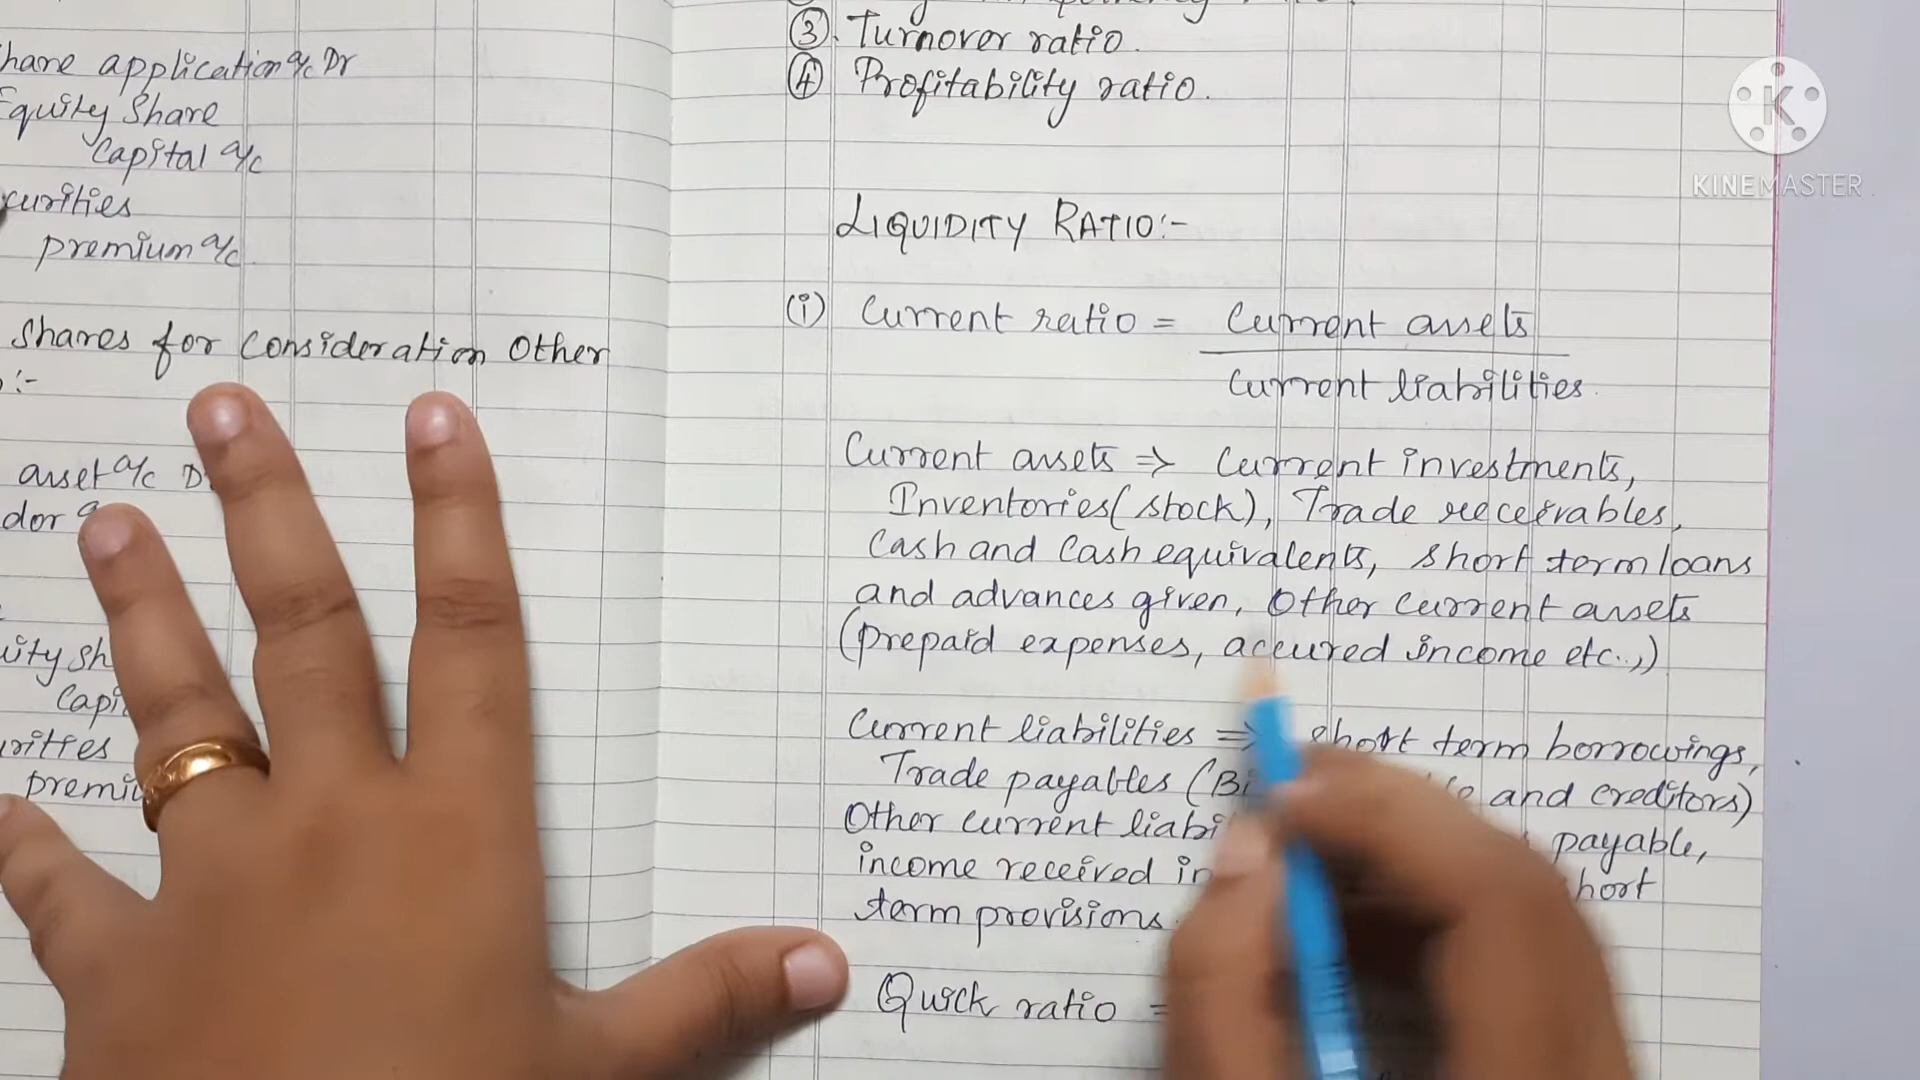 hare application a/c Dr
Equity Share
Capital a/c
curities
premium a/c
Shares for Consideration Other
:-
asset a/c D
dor a
uity Sh
Capi
urities
premiu
③. Turnover ratio.
④ Profitability ratio.
LIQUIDITY RATIO:-
(i) Current ratio = Current assets
Current liabilities.
Current assets => Current investments,
Inventories (stock), Trade receivables,
Cash and Cash equivalents, short term loans
and advances given, Other current assets
(prepaid expenses, accured income etc..,)
Current liabilities => short term borrowings,
Trade payables (Bi and creditors)
Other current liabi payable,
income received in hort
term provisions.
Quick ratio =
KINEMASTER